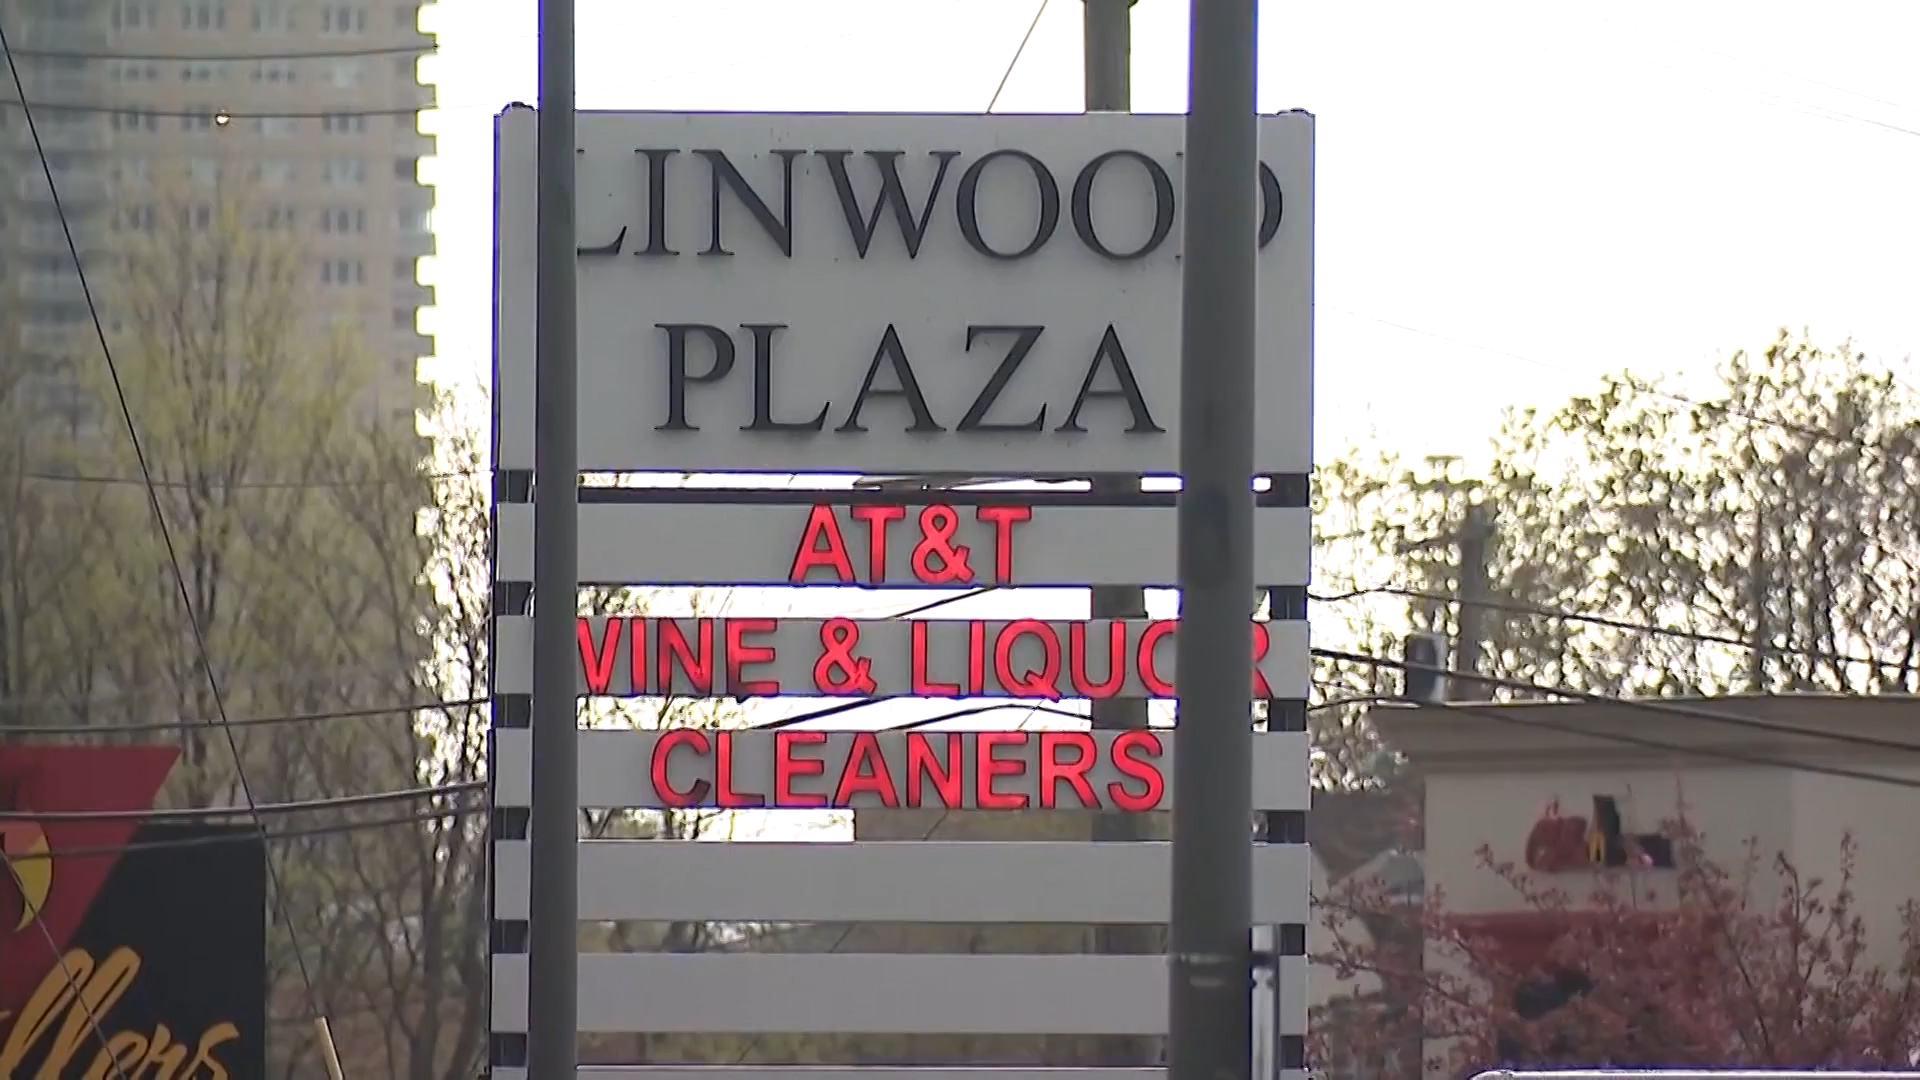 LINWOOD
PLAZA
AT&T
WINE & LIQUOR
CLEANERS